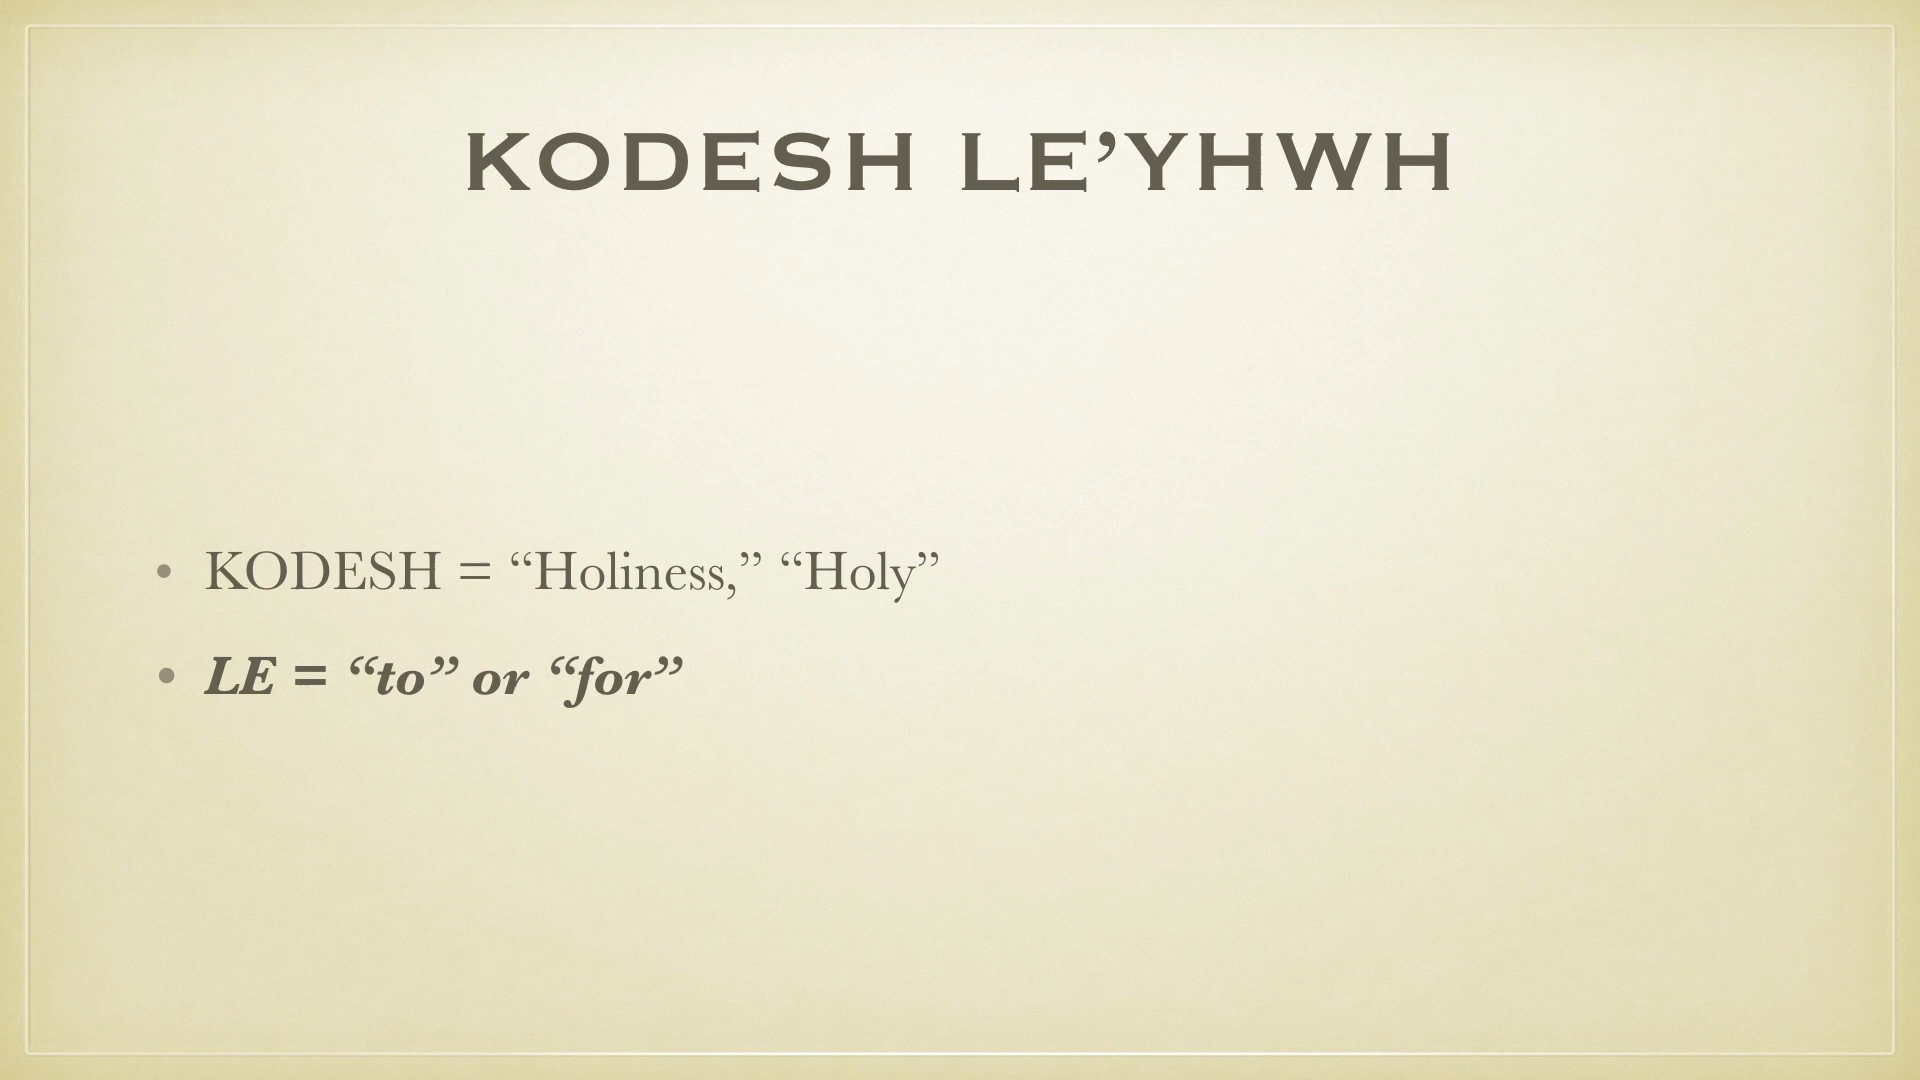 KODESH LE’YHWH
• KODESH = “Holiness,” “Holy”
• LE = “to” or “for”